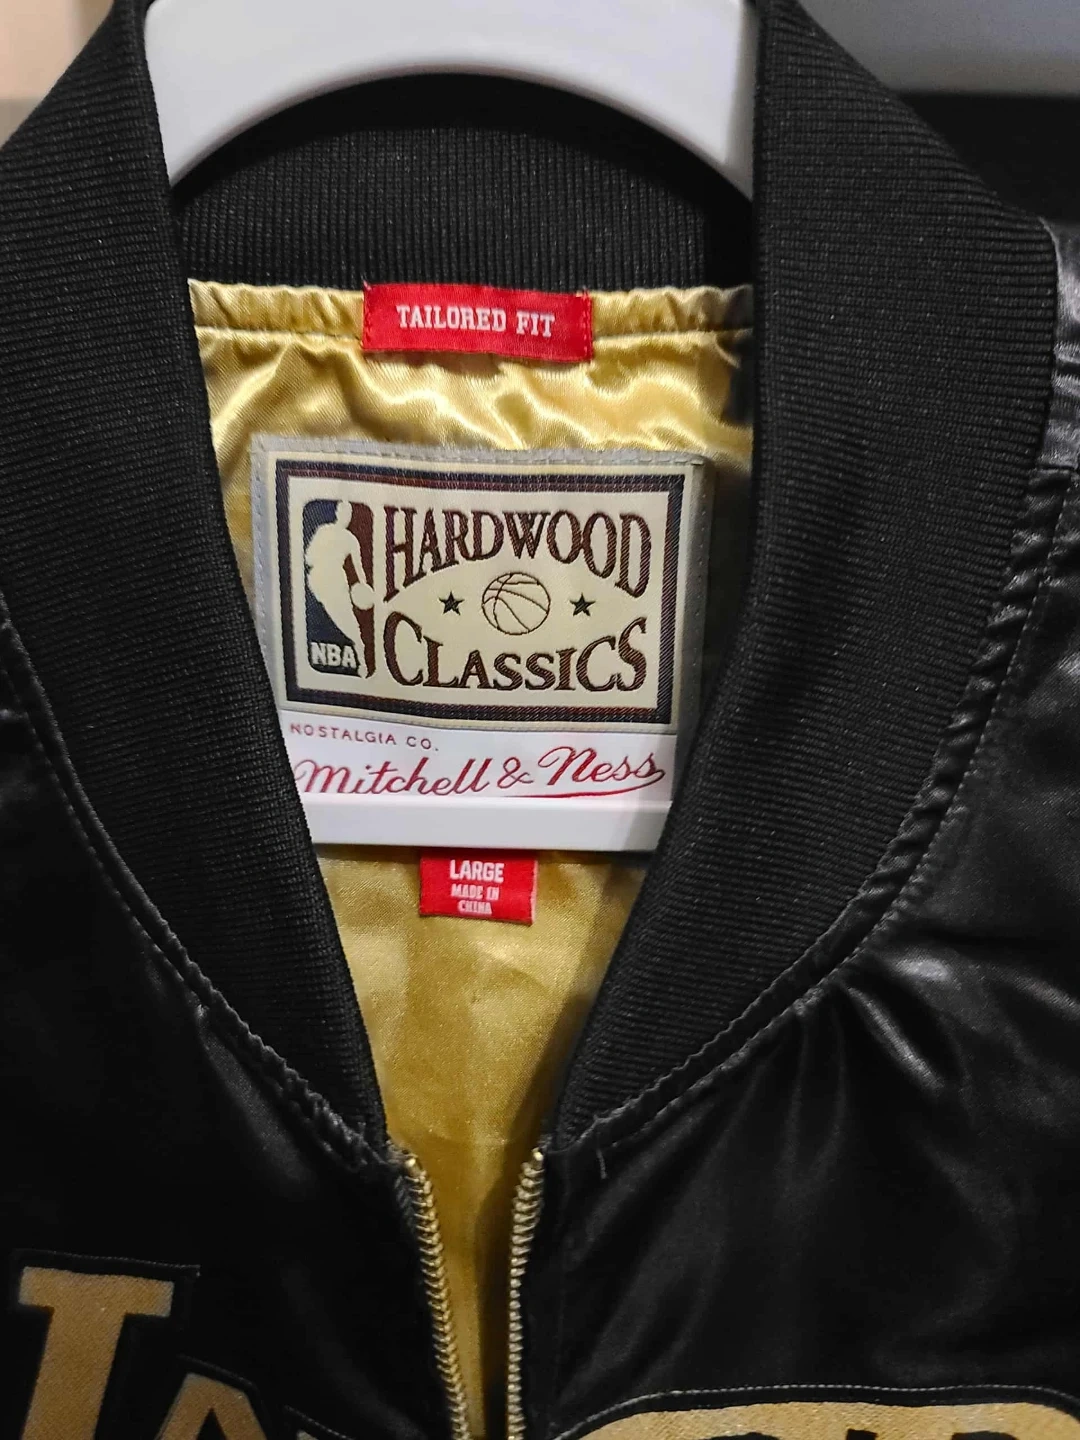 TAILORED FIT
HARDWOOD
CLASSICS
NBA
NOSTALGIA CO.
Mitchell & Ness
LARGE
MADE IN
CHINA